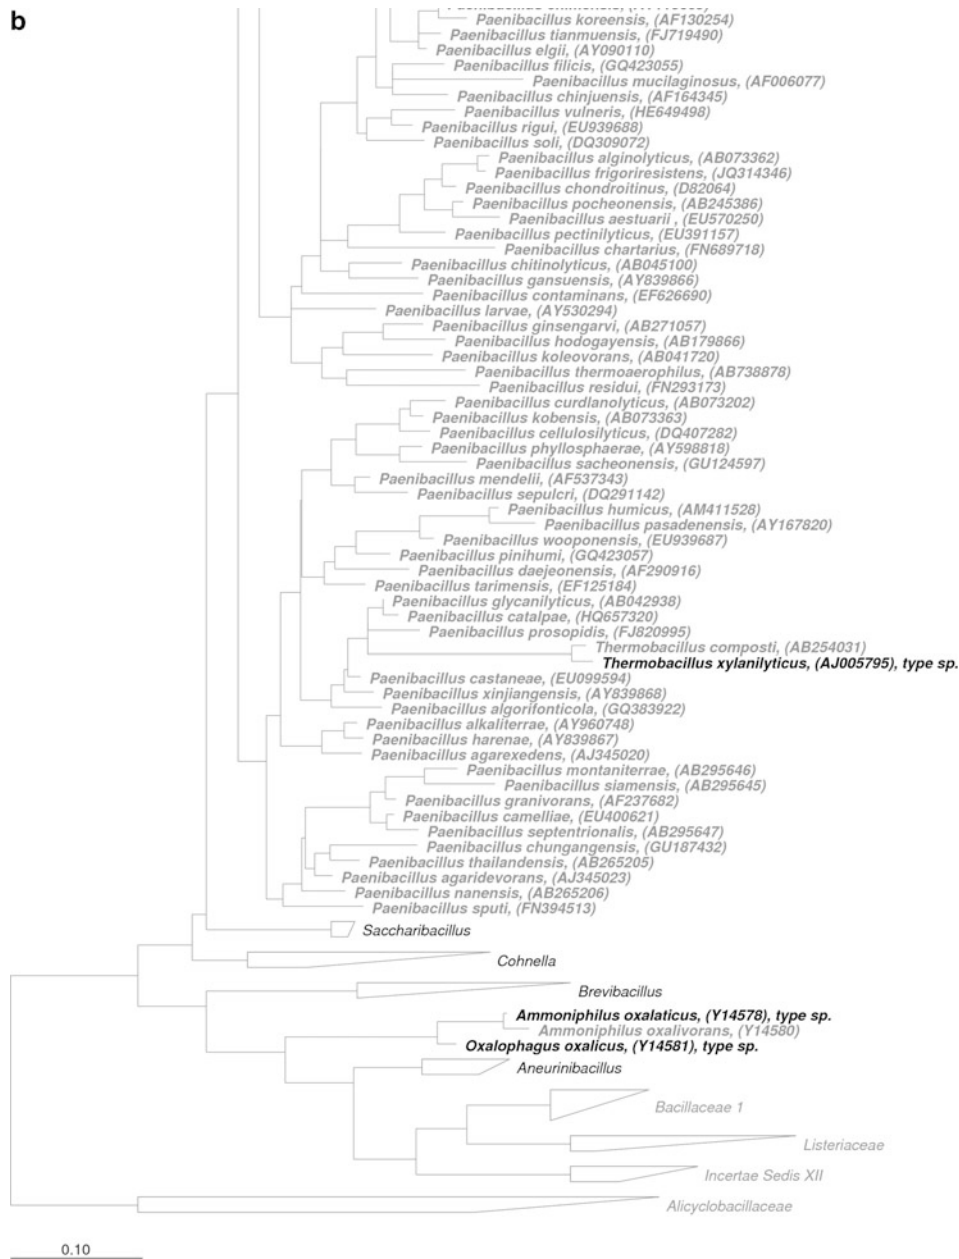 b
Paenibacillus koreensis, (AF130254)
Paenibacillus tianmuensis, (FJ719490)
Paenibacillus elgii, (AY090110)
Paenibacillus filicis, (GQ423055)
Paenibacillus mucilaginosus, (AF006077)
Paenibacillus chinjuensis, (AF164345)
Paenibacillus vulneris, (HE649498)
Paenibacillus rigui, (EU939688)
Paenibacillus soli, (DQ309072)
Paenibacillus alginolyticus, (AB073362)
Paenibacillus frigoriresistens, (JQ314346)
Paenibacillus chondroitinus, (D82064)
Paenibacillus pocheonensis, (AB245386)
Paenibacillus aestuarii , (EU570250)
Paenibacillus pectinilyticus, (EU391157)
Paenibacillus chartarius, (FN689718)
Paenibacillus chitinolyticus, (AB045100)
Paenibacillus gansuensis, (AY839866)
Paenibacillus contaminans, (EF626690)
Paenibacillus larvae, (AY530294)
Paenibacillus ginsengarvi, (AB271057)
Paenibacillus hodogayensis, (AB179866)
Paenibacillus koleovorans, (AB041720)
Paenibacillus thermoaerophilus, (AB738878)
Paenibacillus residui, (FN293173)
Paenibacillus curdlanolyticus, (AB073202)
Paenibacillus kobensis, (AB073363)
Paenibacillus cellulosilyticus, (DQ407282)
Paenibacillus phyllosphaerae, (AY598818)
Paenibacillus sacheonensis, (GU124597)
Paenibacillus mendelii, (AF537343)
Paenibacillus sepulcri, (DQ291142)
Paenibacillus humicus, (AM411528)
Paenibacillus pasadenensis, (AY167820)
Paenibacillus wooponensis, (EU939687)
Paenibacillus pinihumi, (GQ423057)
Paenibacillus daejeonensis, (AF290916)
Paenibacillus tarimensis, (EF125184)
Paenibacillus glycanilyticus, (AB042938)
Paenibacillus catalpae, (HQ657320)
Paenibacillus prosopidis, (FJ820995)
Thermobacillus composti, (AB254031)
Thermobacillus xylanilyticus, (AJ005795), type sp.
Paenibacillus castaneae, (EU099594)
Paenibacillus xinjiangensis, (AY839868)
Paenibacillus algorifonticola, (GQ383922)
Paenibacillus alkaliterrae, (AY960748)
Paenibacillus harenae, (AY839867)
Paenibacillus agarexedens, (AJ345020)
Paenibacillus montaniterrae, (AB295646)
Paenibacillus siamensis, (AB295645)
Paenibacillus granivorans, (AF237682)
Paenibacillus camelliae, (EU400621)
Paenibacillus septentrionalis, (AB295647)
Paenibacillus chungangensis, (GU187432)
Paenibacillus thailandensis, (AB265205)
Paenibacillus agaridevorans, (AJ345023)
Paenibacillus nanensis, (AB265206)
Paenibacillus sputi, (FN394513)
Saccharibacillus
Cohnella
Brevibacillus
Ammoniphilus oxalaticus, (Y14578), type sp.
Ammoniphilus oxalivorans, (Y14580)
Oxalophagus oxalicus, (Y14581), type sp.
Aneurinibacillus
Bacillaceae 1
Listeriaceae
Incertae Sedis XII
Alicyclobacillaceae
0.10